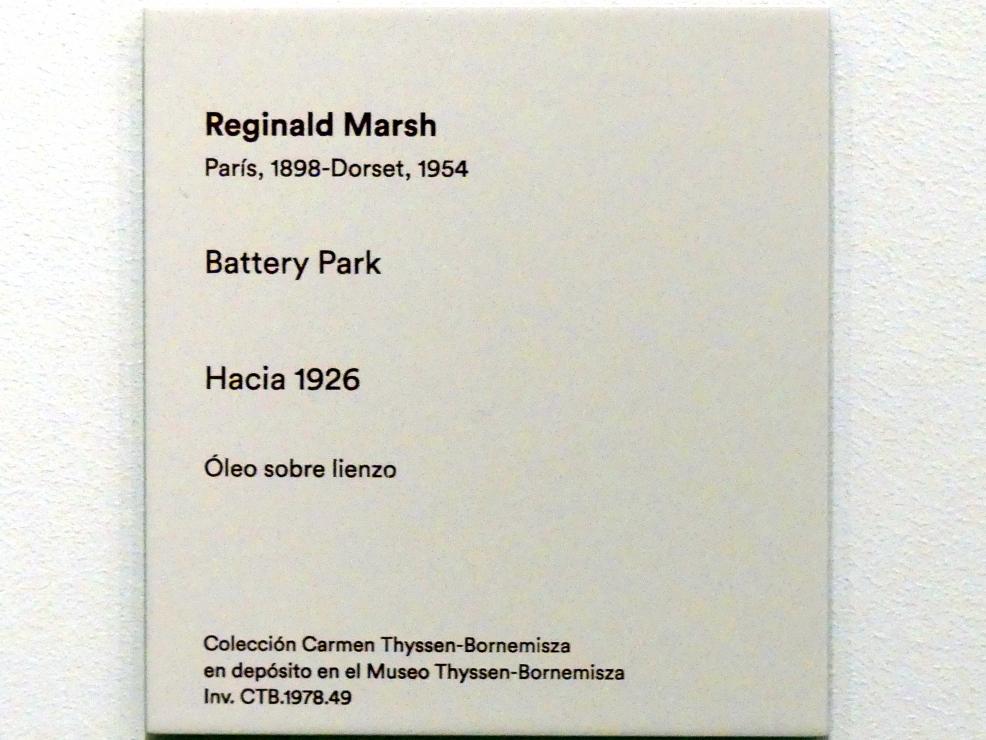 Reginald Marsh
París, 1898-Dorset, 1954
Battery Park
Hacia 1926
Óleo sobre lienzo
Colección Carmen Thyssen-Bornemisza
en depósito en el Museo Thyssen-Bornemisza
Inv. CTB.1978.49